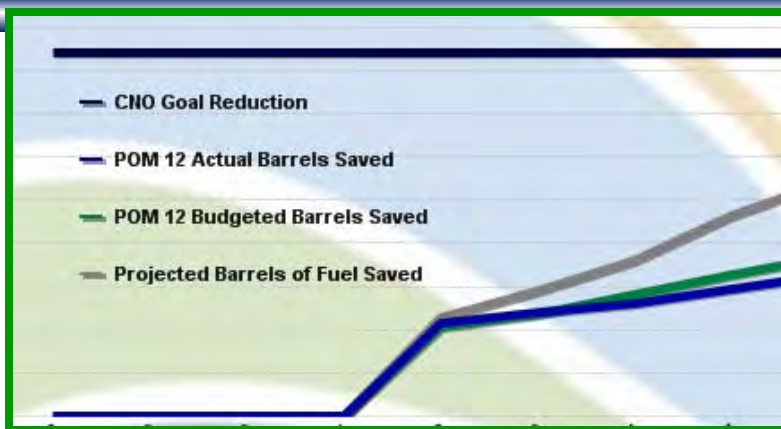 CNO Goal Reduction
POM 12 Actual Barrels Saved
POM 12 Budgeted Barrels Saved
Projected Barrels of Fuel Saved